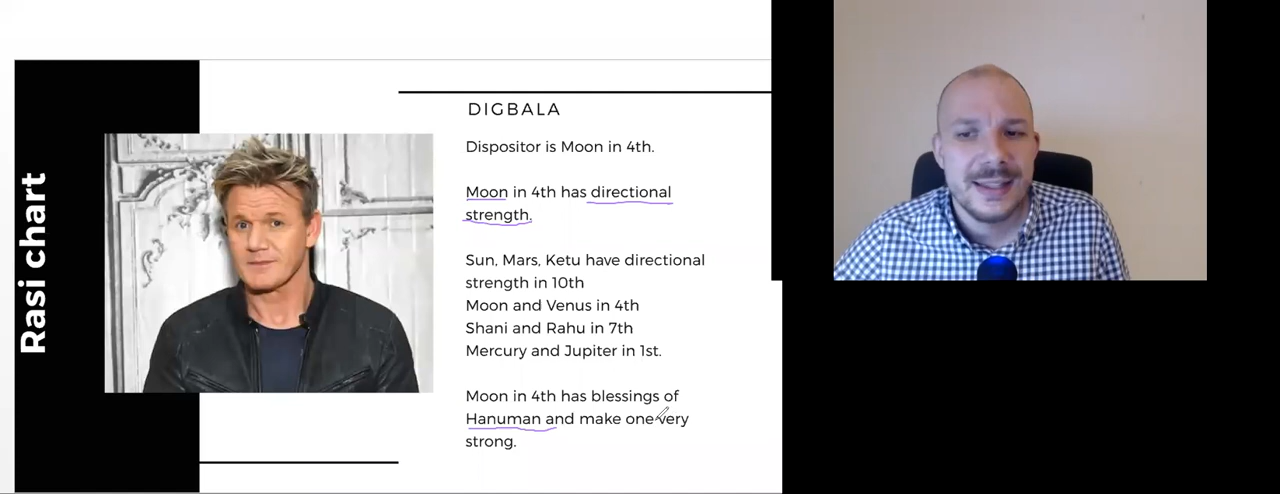 Rasi chart
DIGBALA
Dispositor is Moon in 4th.
Moon in 4th has directional
strength.
Sun, Mars, Ketu have directional
strength in 10th
Moon and Venus in 4th
Shani and Rahu in 7th
Mercury and Jupiter in 1st.
Moon in 4th has blessings of
Hanuman and make one very
strong.